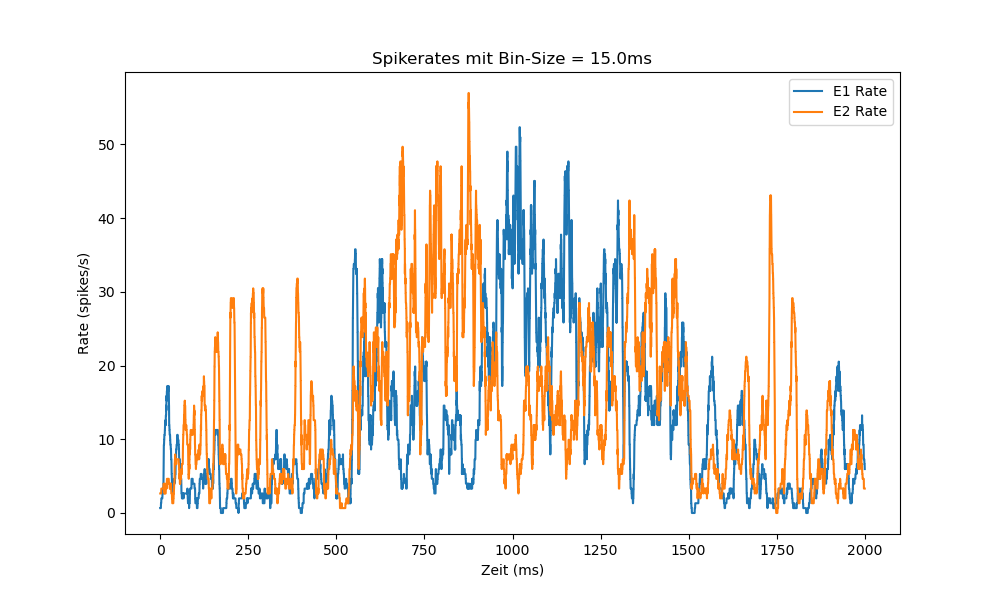 Spikerates mit Bin-Size = 15.0ms
E1 Rate
E2 Rate
50
40
30
20
10
0
Rate (spikes/s)
0 250 500 750 1000 1250 1500 1750 2000
Zeit (ms)